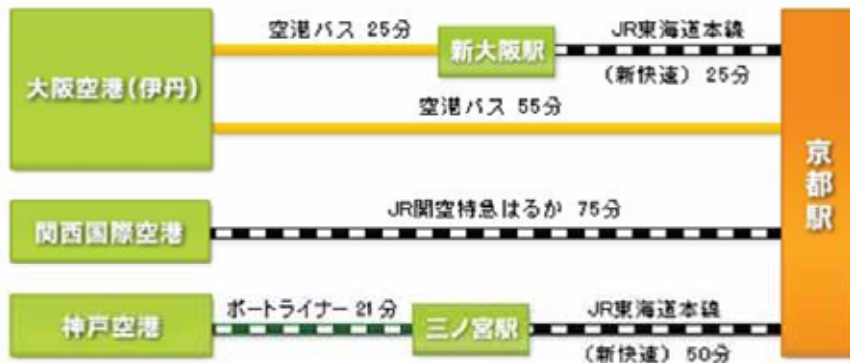 大阪空港(伊丹)
空港バス 25分
新大阪駅
JR東海道本線
(新快速) 25分
空港バス 55分
関西国際空港
JR関空特急はるか 75分
神戸空港
ポートライナー 21分
三ノ宮駅
JR東海道本線
(新快速) 50分
京都駅